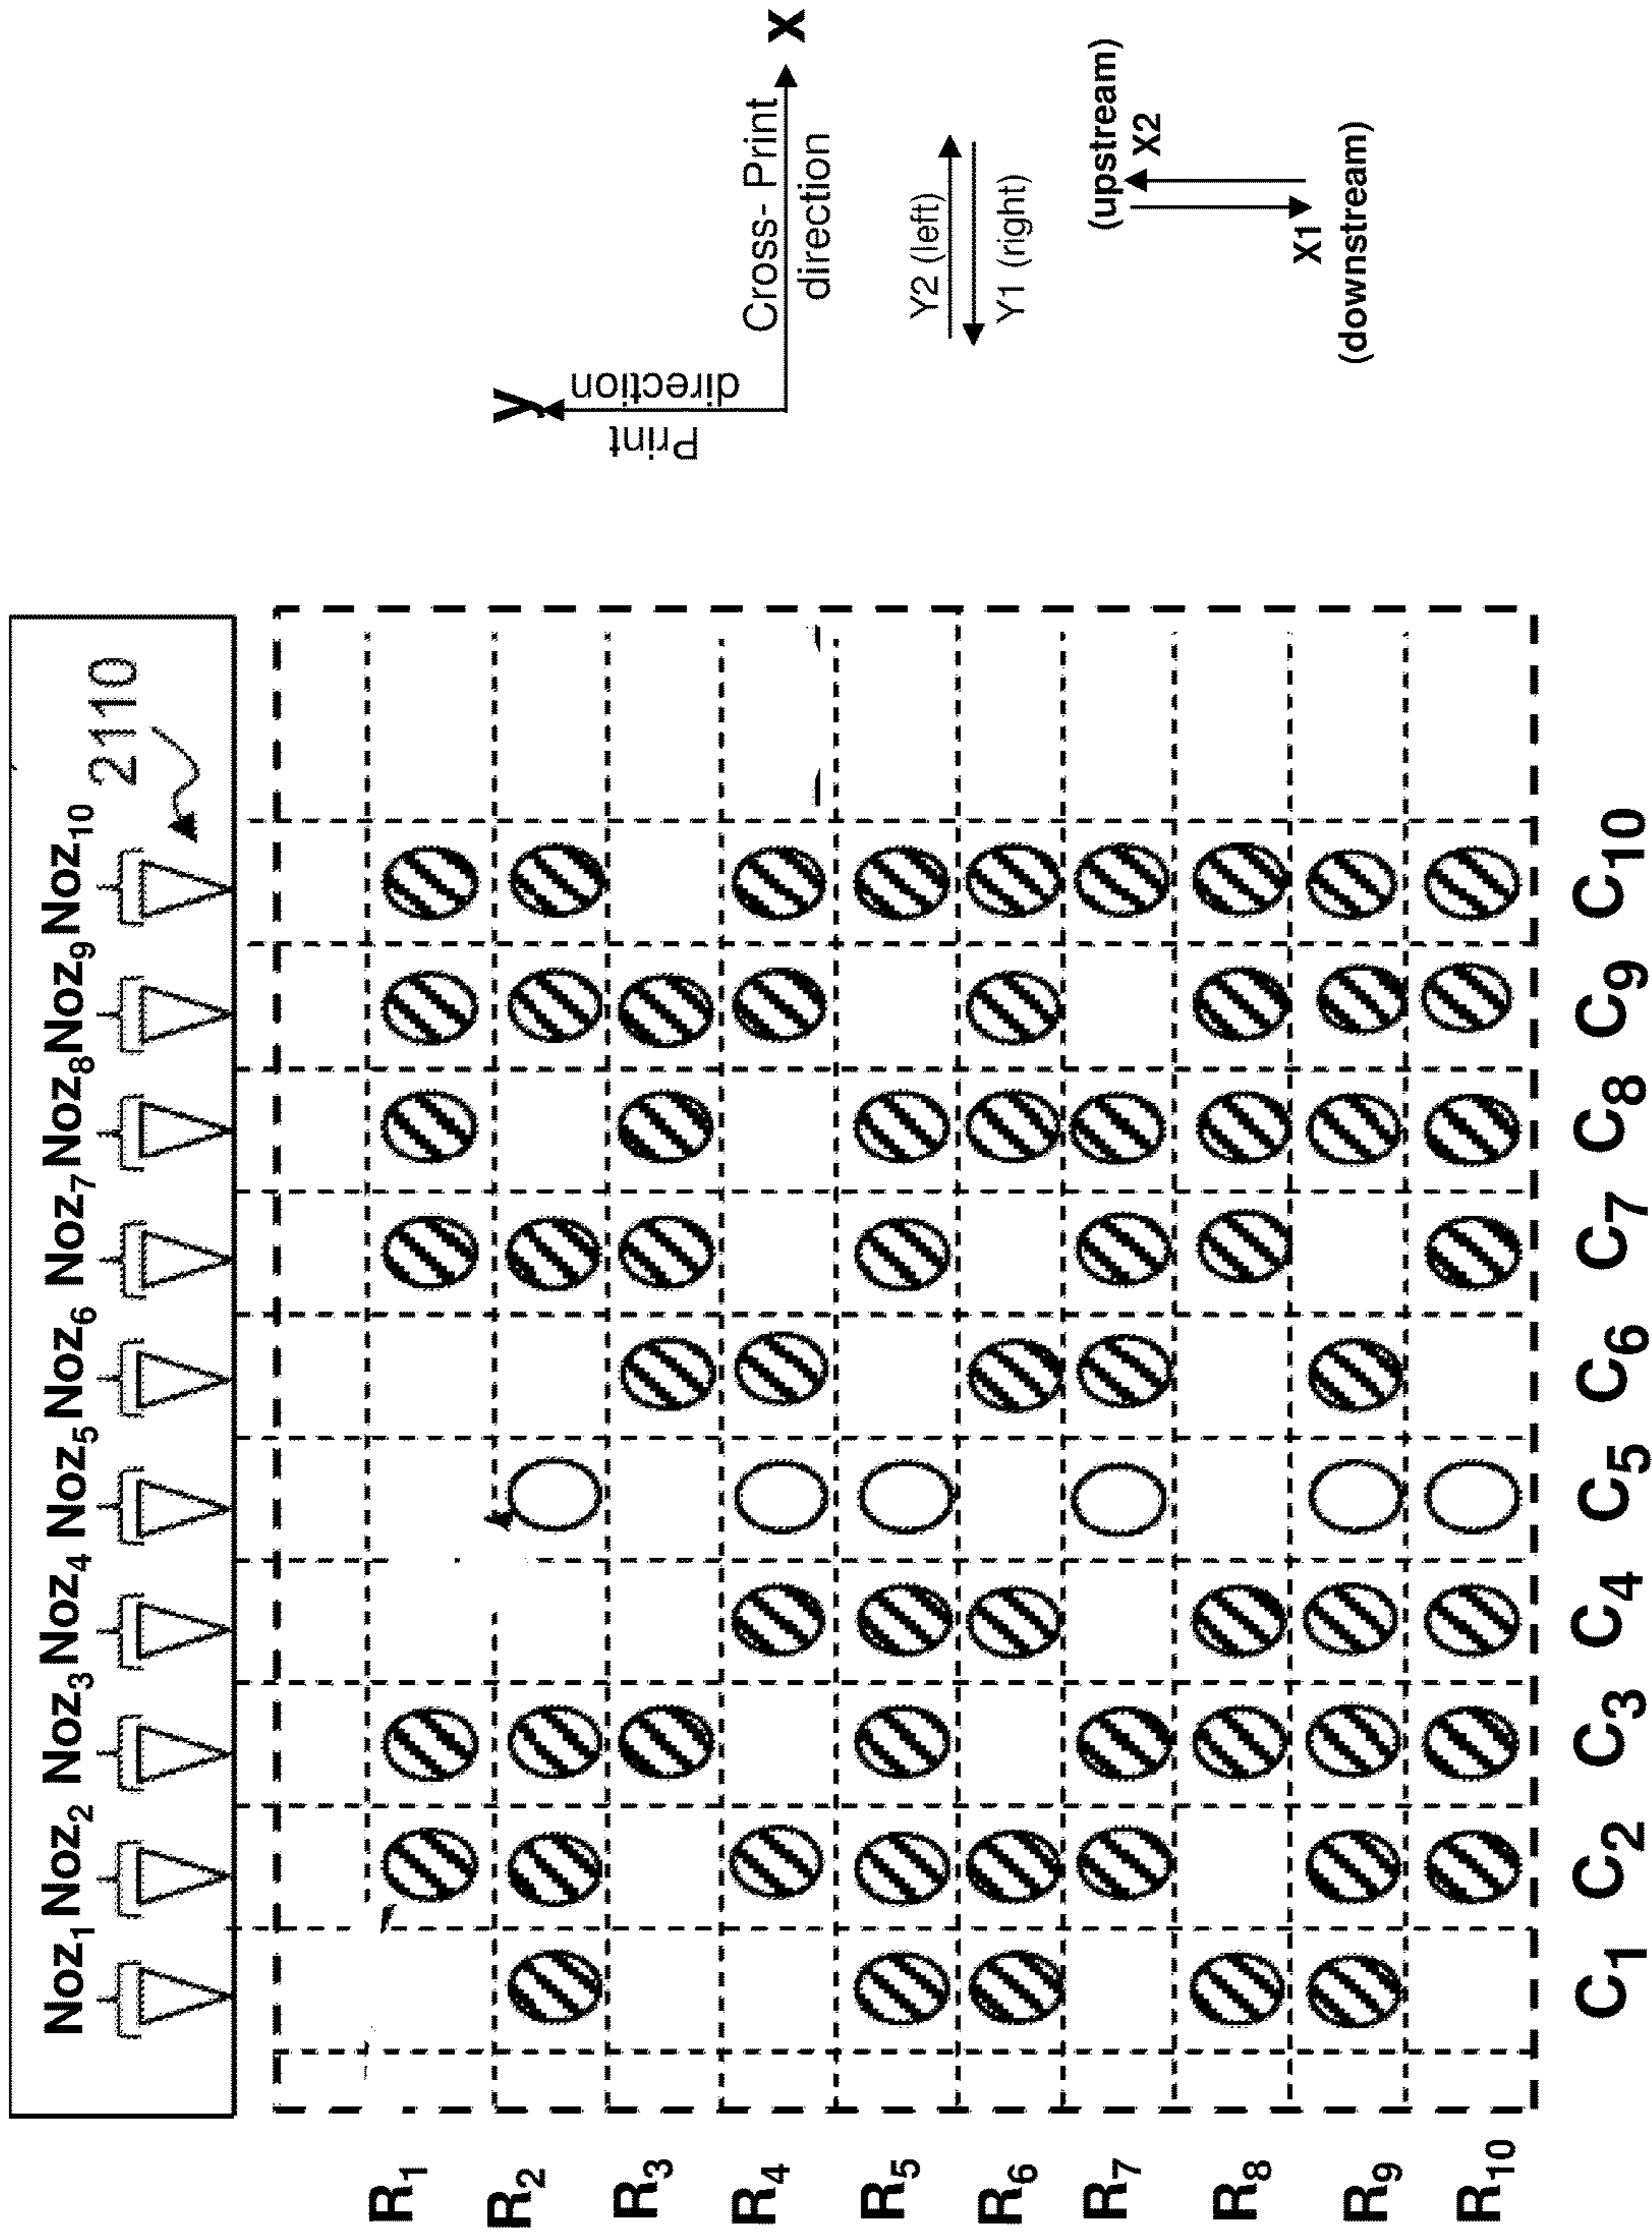 Noz1 Noz2 Noz3 Noz4 Noz5 Noz6 Noz7 Noz8 Noz9 Noz10
2110
R1
R2
R3
R4
R5
R6
R7
R8
R9
R10
C1 C2 C3 C4 C5 C6 C7 C8 C9 C10
y
Print
direction
Cross- Print
direction
x
Y2 (left)
Y1 (right)
(upstream)
X2
X1
(downstream)